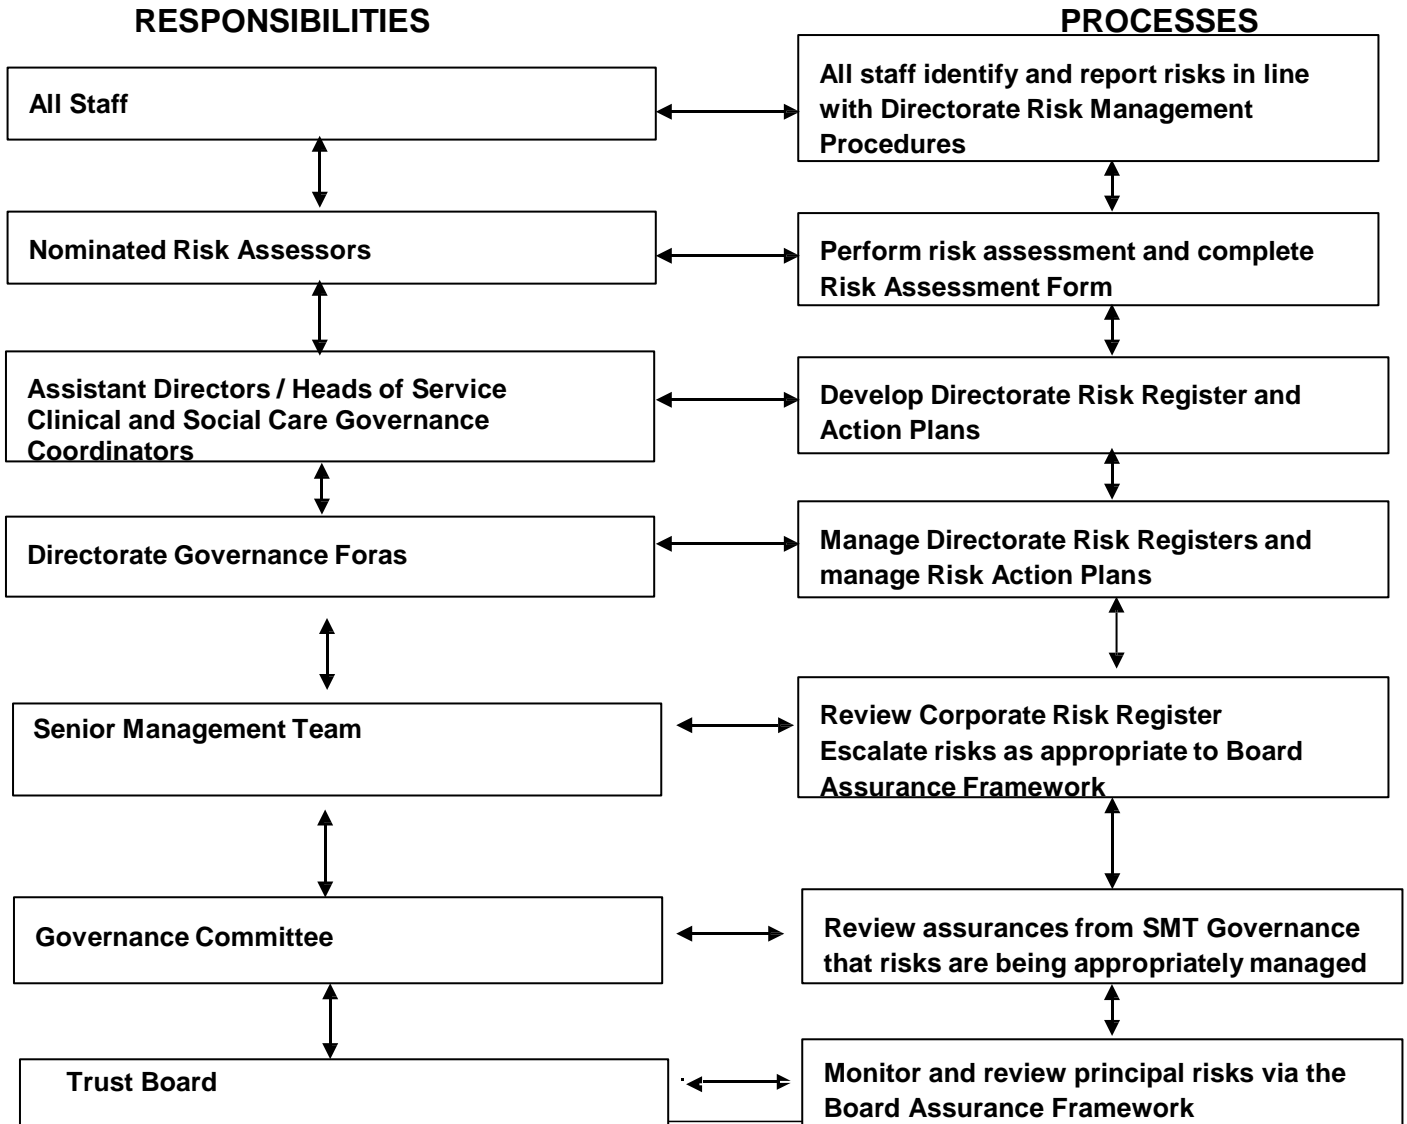 RESPONSIBILITIES
PROCESSES
All Staff
All staff identify and report risks in line
with Directorate Risk Management
Procedures
Nominated Risk Assessors
Perform risk assessment and complete
Risk Assessment Form
Assistant Directors / Heads of Service
Clinical and Social Care Governance
Coordinators
Develop Directorate Risk Register and
Action Plans
Directorate Governance Foras
Manage Directorate Risk Registers and
manage Risk Action Plans
Senior Management Team
Review Corporate Risk Register
Escalate risks as appropriate to Board
Assurance Framework
Governance Committee
Review assurances from SMT Governance
that risks are being appropriately managed
Trust Board
Monitor and review principal risks via the
Board Assurance Framework